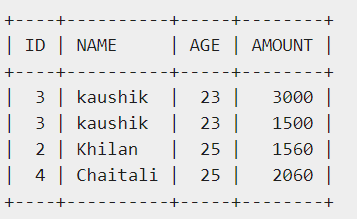 +----+----------+-----+--------+
| ID | NAME     | AGE | AMOUNT |
+----+----------+-----+--------+
|  3 | kaushik  |  23 |   3000 |
|  3 | kaushik  |  23 |   1500 |
|  2 | Khilan   |  25 |   1560 |
|  4 | Chaitali |  25 |   2060 |
+----+----------+-----+--------+